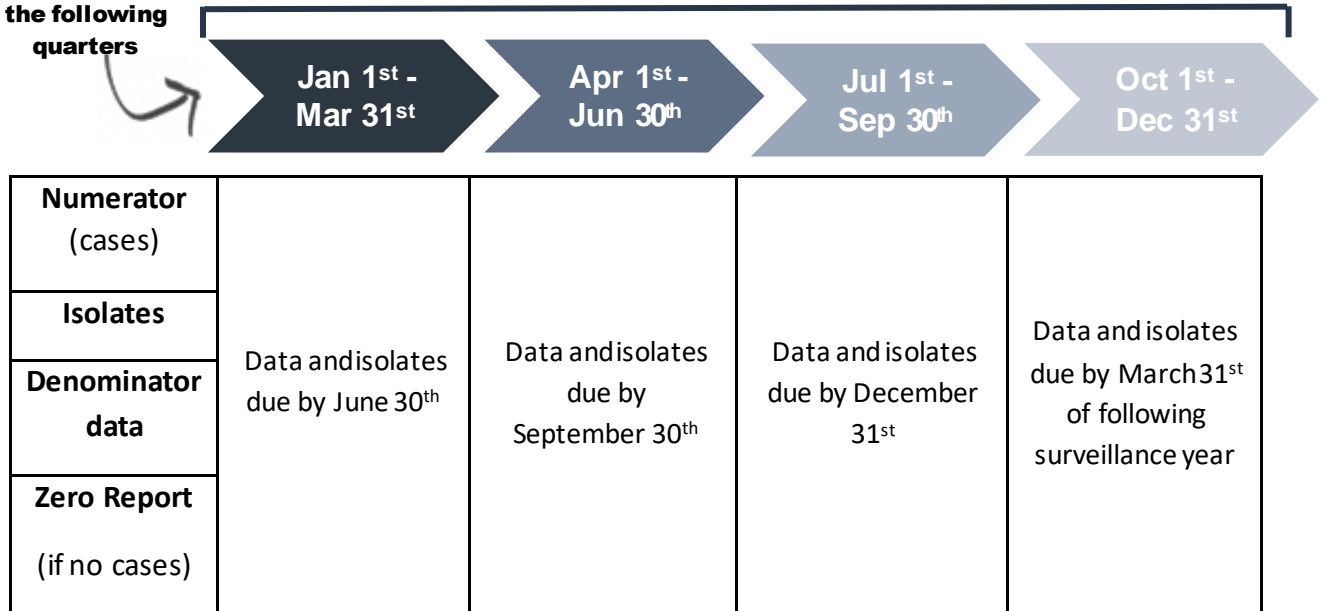 the following
quarters
Jan 1st -
Mar 31st
Apr 1st -
Jun 30th
Jul 1st -
Sep 30th
Oct 1st -
Dec 31st
Numerator
(cases)
Isolates
Denominator
data
Zero Report
(if no cases)
Data and isolates
due by June 30th
Data and isolates
due by
September 30th
Data and isolates
due by December
31st
Data and isolates
due by March 31st
of following
surveillance year